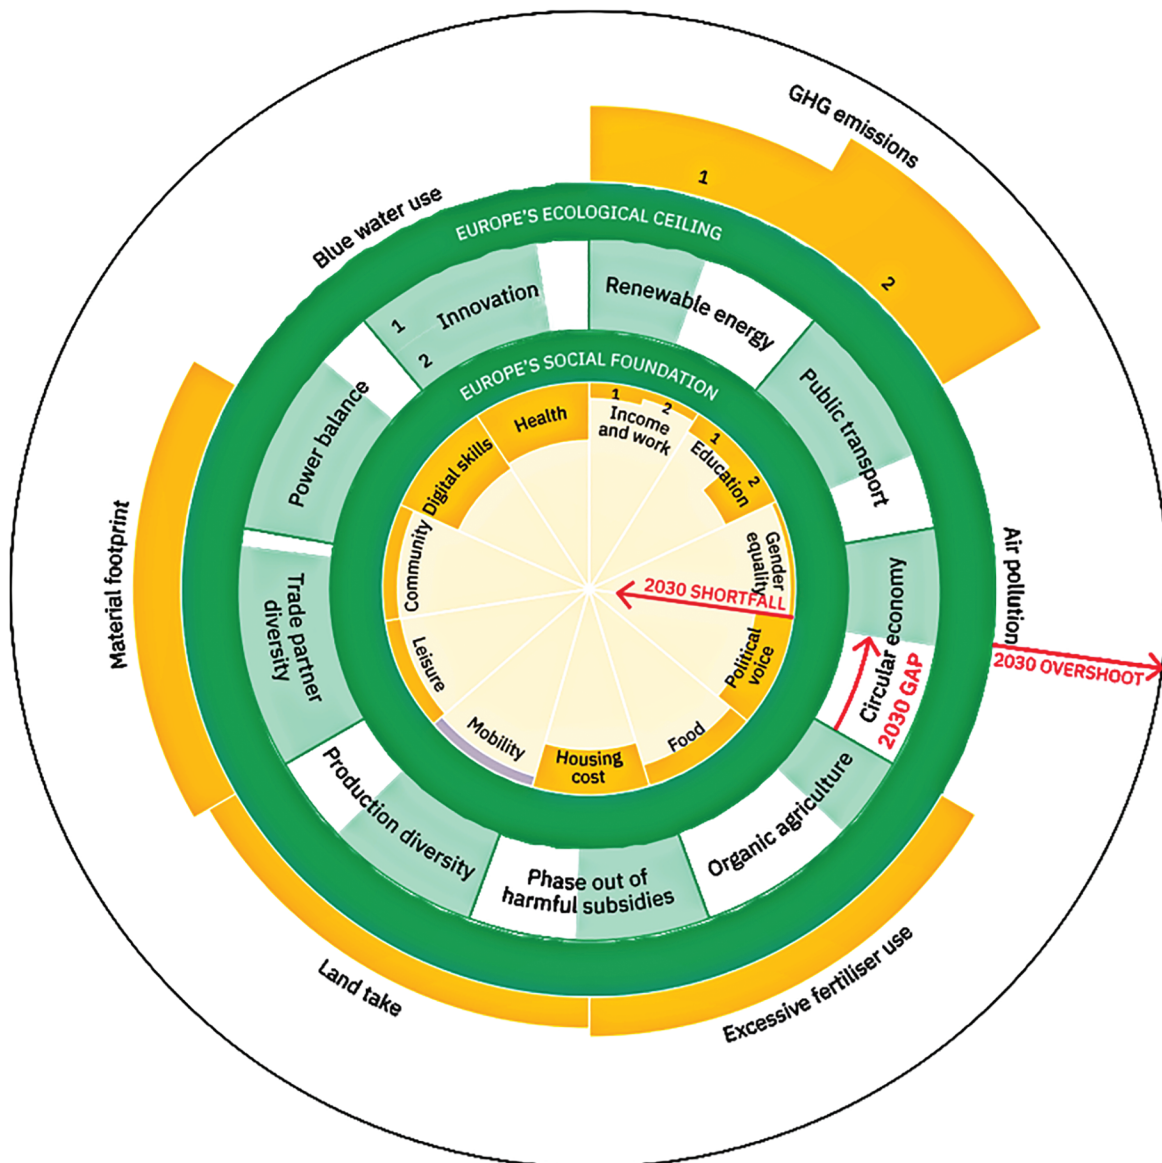 GHG emissions
1
2
Blue water use
EUROPE'S ECOLOGICAL CEILING
1
Innovation
2
Renewable energy
Public transport
Power balance
EUROPE'S SOCIAL FOUNDATION
Health
1
2
Income
and work
1
Education
2
Digital skills
Gender
equality
Community
2030 SHORTFALL
Political
voice
Leisure
Mobility
Housing
cost
Food
Air pollution
2030 OVERSHOOT
Circular economy
2030 GAP
Material footprint
Trade partner
diversity
Production diversity
Phase out of
harmful subsidies
Organic agriculture
Land take
Excessive fertiliser use